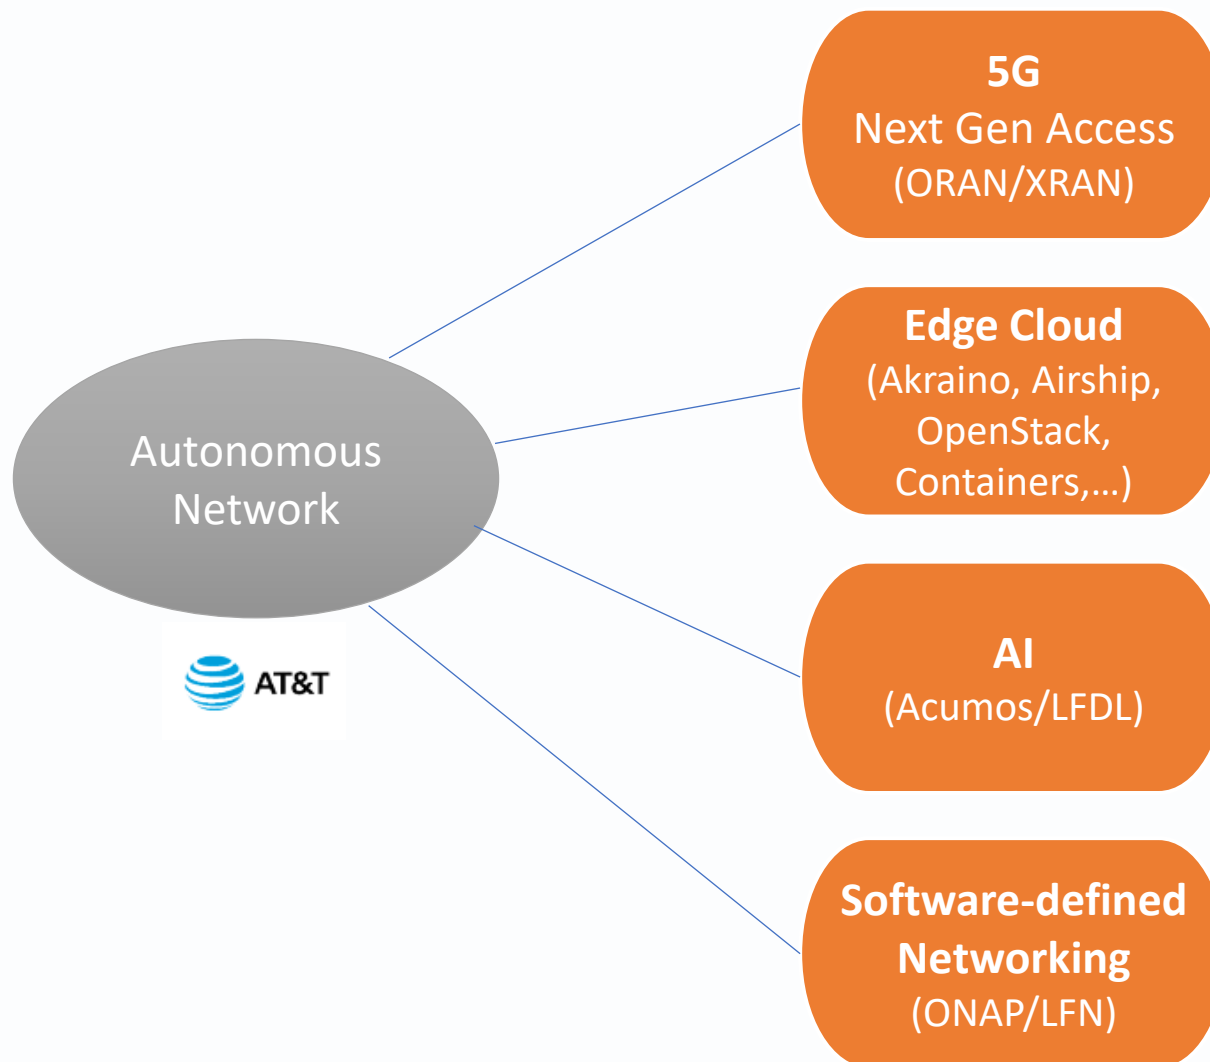 5G
Next Gen Access
(ORAN/XRAN)
Edge Cloud
(Akraino, Airship,
OpenStack,
Containers,...)
Autonomous
Network
AT&T
AI
(Acumos/LFDL)
Software-defined
Networking
(ONAP/LFN)